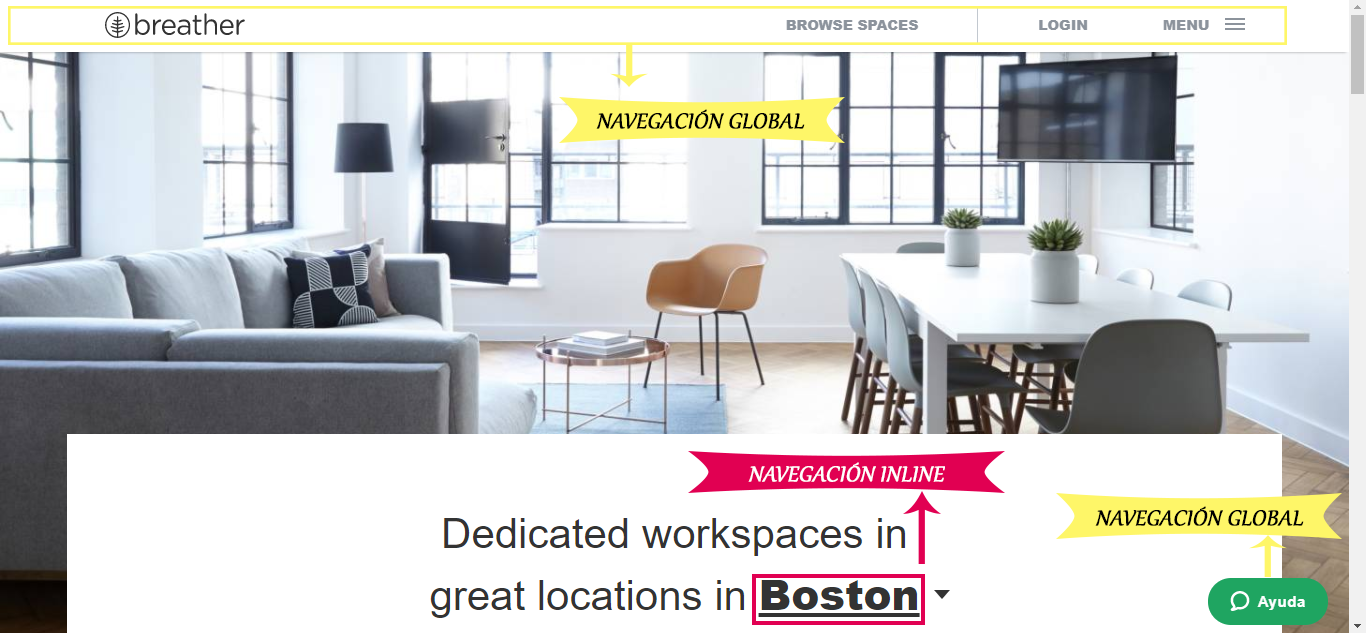 breather
BROWSE SPACES
LOGIN
MENU
NAVEGACIÓN GLOBAL
NAVEGACIÓN INLINE
NAVEGACIÓN GLOBAL
Dedicated workspaces in
great locations in Boston
Ayuda